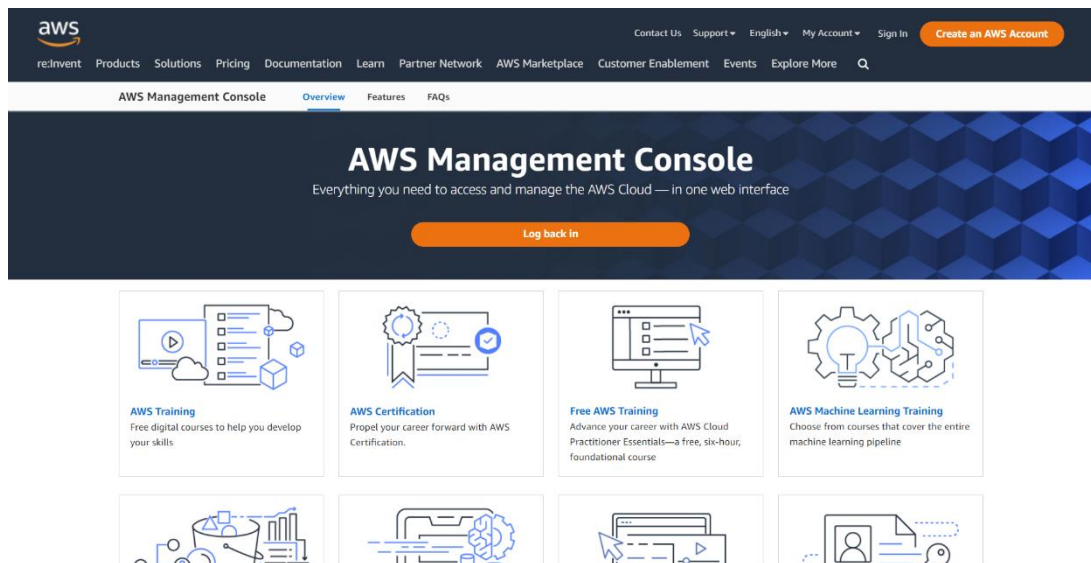 aws
Contact Us Support English My Account Sign In Create an AWS Account
re:Invent Products Solutions Pricing Documentation Learn Partner Network AWS Marketplace Customer Enablement Events Explore More
AWS Management Console Overview Features FAQs
AWS Management Console
Everything you need to access and manage the AWS Cloud — in one web interface
Log back in
AWS Training
Free digital courses to help you develop
your skills
AWS Certification
Propel your career forward with AWS
Certification.
Free AWS Training
Advance your career with AWS Cloud
Practitioner Essentials—a free, six-hour,
foundational course
AWS Machine Learning Training
Choose from courses that cover the entire
machine learning pipeline